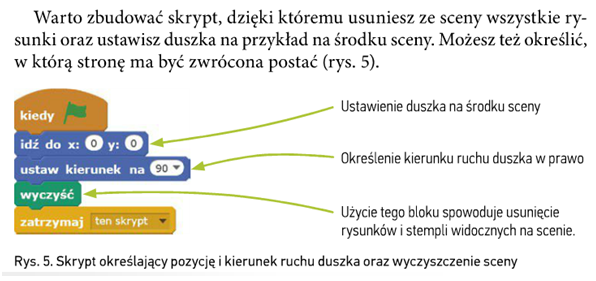 Warto zbudować skrypt, dzięki któremu usuniesz ze sceny wszystkie ry-
sunki oraz ustawisz duszka na przykład na środku sceny. Możesz też określić,
w którą stronę ma być zwrócona postać (rys. 5).
kiedy
Ustawienie duszka na środku sceny
idź do x: 0 y: 0
Określenie kierunku ruchu duszka w prawo
ustaw kierunek na 90
wyczyść
Użycie tego bloku spowoduje usunięcie
rysunków i stempli widocznych na scenie.
zatrzymaj ten skrypt
Rys. 5. Skrypt określający pozycję i kierunek ruchu duszka oraz wyczyszczenie sceny